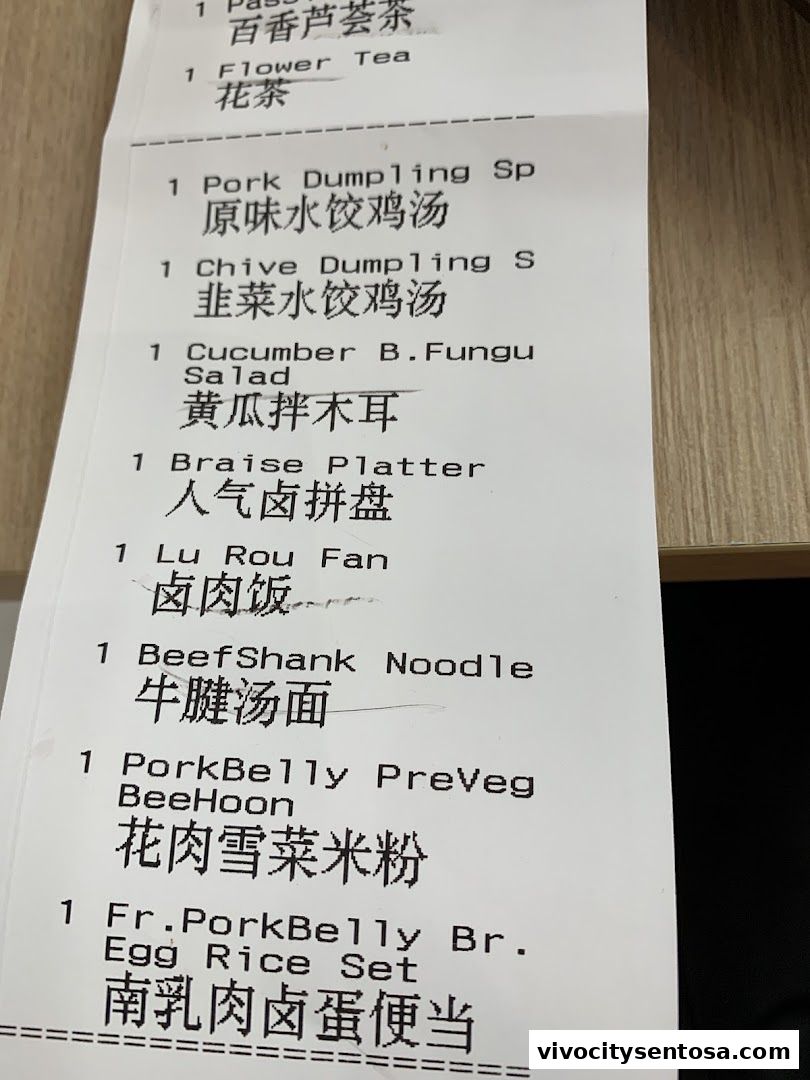 1
百香芦荟茶
1 Flower Tea
花茶
1 Pork Dumpling Sp
原味水饺鸡汤
1 Chive Dumpling S
韭菜水饺鸡汤
1 Cucumber B.Fungu
Salad
黄瓜拌木耳
1 Braise Platter
人气卤拼盘
1 Lu Rou Fan
卤肉饭
1 BeefShank Noodle
牛腱汤面
1 PorkBelly PreVeg
BeeHoon
花肉雪菜米粉
1 Fr.PorkBelly Br.
Egg Rice Set
南乳肉卤蛋便当
vivocitysentosa.com